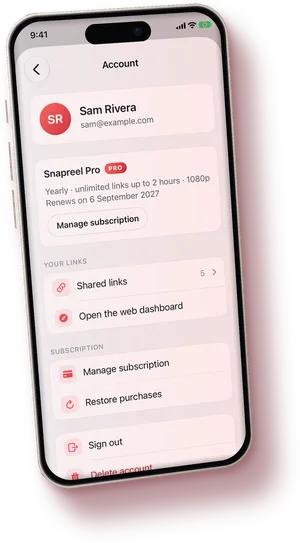 9:41
Account
SR
Sam Rivera
sam@example.com
Snapreel Pro PRO
Yearly · unlimited links up to 2 hours · 1080p
Renews on 6 September 2027
Manage subscription
YOUR LINKS
Shared links 5
Open the web dashboard
SUBSCRIPTION
Manage subscription
Restore purchases
Sign out
Delete account